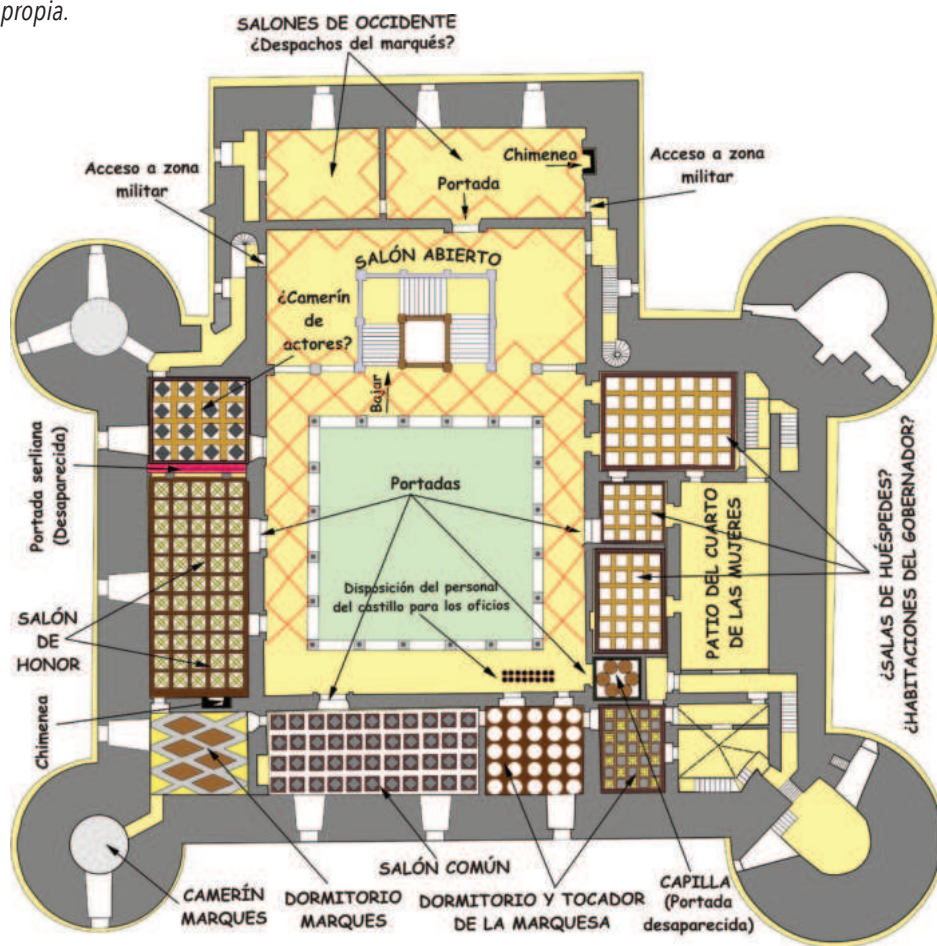 propia.
SALONES DE OCCIDENTE
¿Despachos del marqués?
Acceso a zona
militar
Chimenea
Acceso a zona
militar
Portada
SALÓN ABIERTO
¿Camerín
de
actores?
Bajar
Portada serliana
(Desaparecida)
Portadas
Disposición del personal
del castillo para los oficios
PATIO DEL CUARTO
DE LAS MUJERES
¿SALAS DE HUÉSPEDES?
¿HABITACIONES DEL GOBERNADOR?
SALÓN
DE
HONOR
Chimenea
SALÓN COMÚN
CAMERÍN
MARQUES
DORMITORIO
MARQUES
DORMITORIO Y TOCADOR
DE LA MARQUESA
CAPILLA
(Portada
desaparecida)